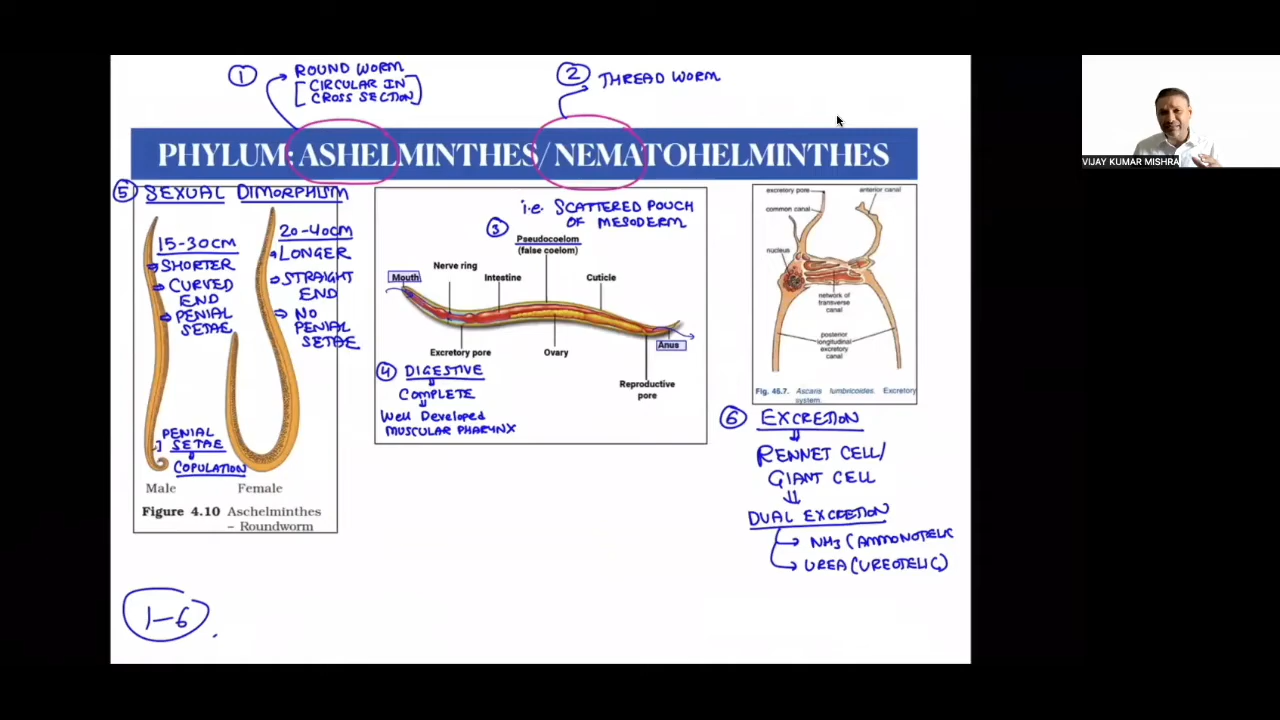 ① ROUND WORM
[CIRCULAR IN
CROSS SECTION]
② THREAD WORM
PHYLUM: ASHELMINTHES/ NEMATOHELMINTHES
⑤ SEXUAL DIMORPHISM
15-30CM
SHORTER
CURVED
END
PENIAL
SETAE
20-40CM
LONGER
STRAIGHT
END
NO
PENIAL
SETAE
PENIAL
SETAE
COPULATION
Male
Female
Figure 4.10 Aschelminthes
– Roundworm
i.e. SCATTERED POUCH
OF MESODERM
③
Pseudocoelom
(false coelom)
Mouth
Nerve ring
Intestine
Cuticle
Excretory pore
Ovary
Anus
Reproductive
pore
④ DIGESTIVE
COMPLETE
Well Developed
MUSCULAR PHARYNX
excretory pore
anterior canal
common canal
nucleus
network of
transverse
canal
posterior
longitudinal
excretory
canal
Fig. 45.7. Ascaris lumbricoides. Excretory
system.
⑥ EXCRETION
RENNET CELL/
GIANT CELL
DUAL EXCRETION
NH3 (AMMONOTELIC
UREA (UREOTELIC)
1-6
VIJAY KUMAR MISHRA